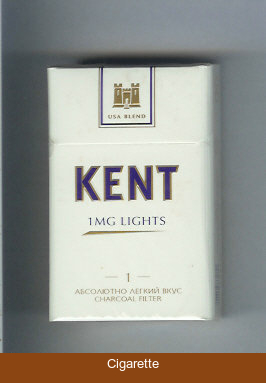 USA BLEND
KENT
1MG LIGHTS
1
АБСОЛЮТНО ЛЕГКИЙ ВКУС
CHARCOAL FILTER
Cigarette